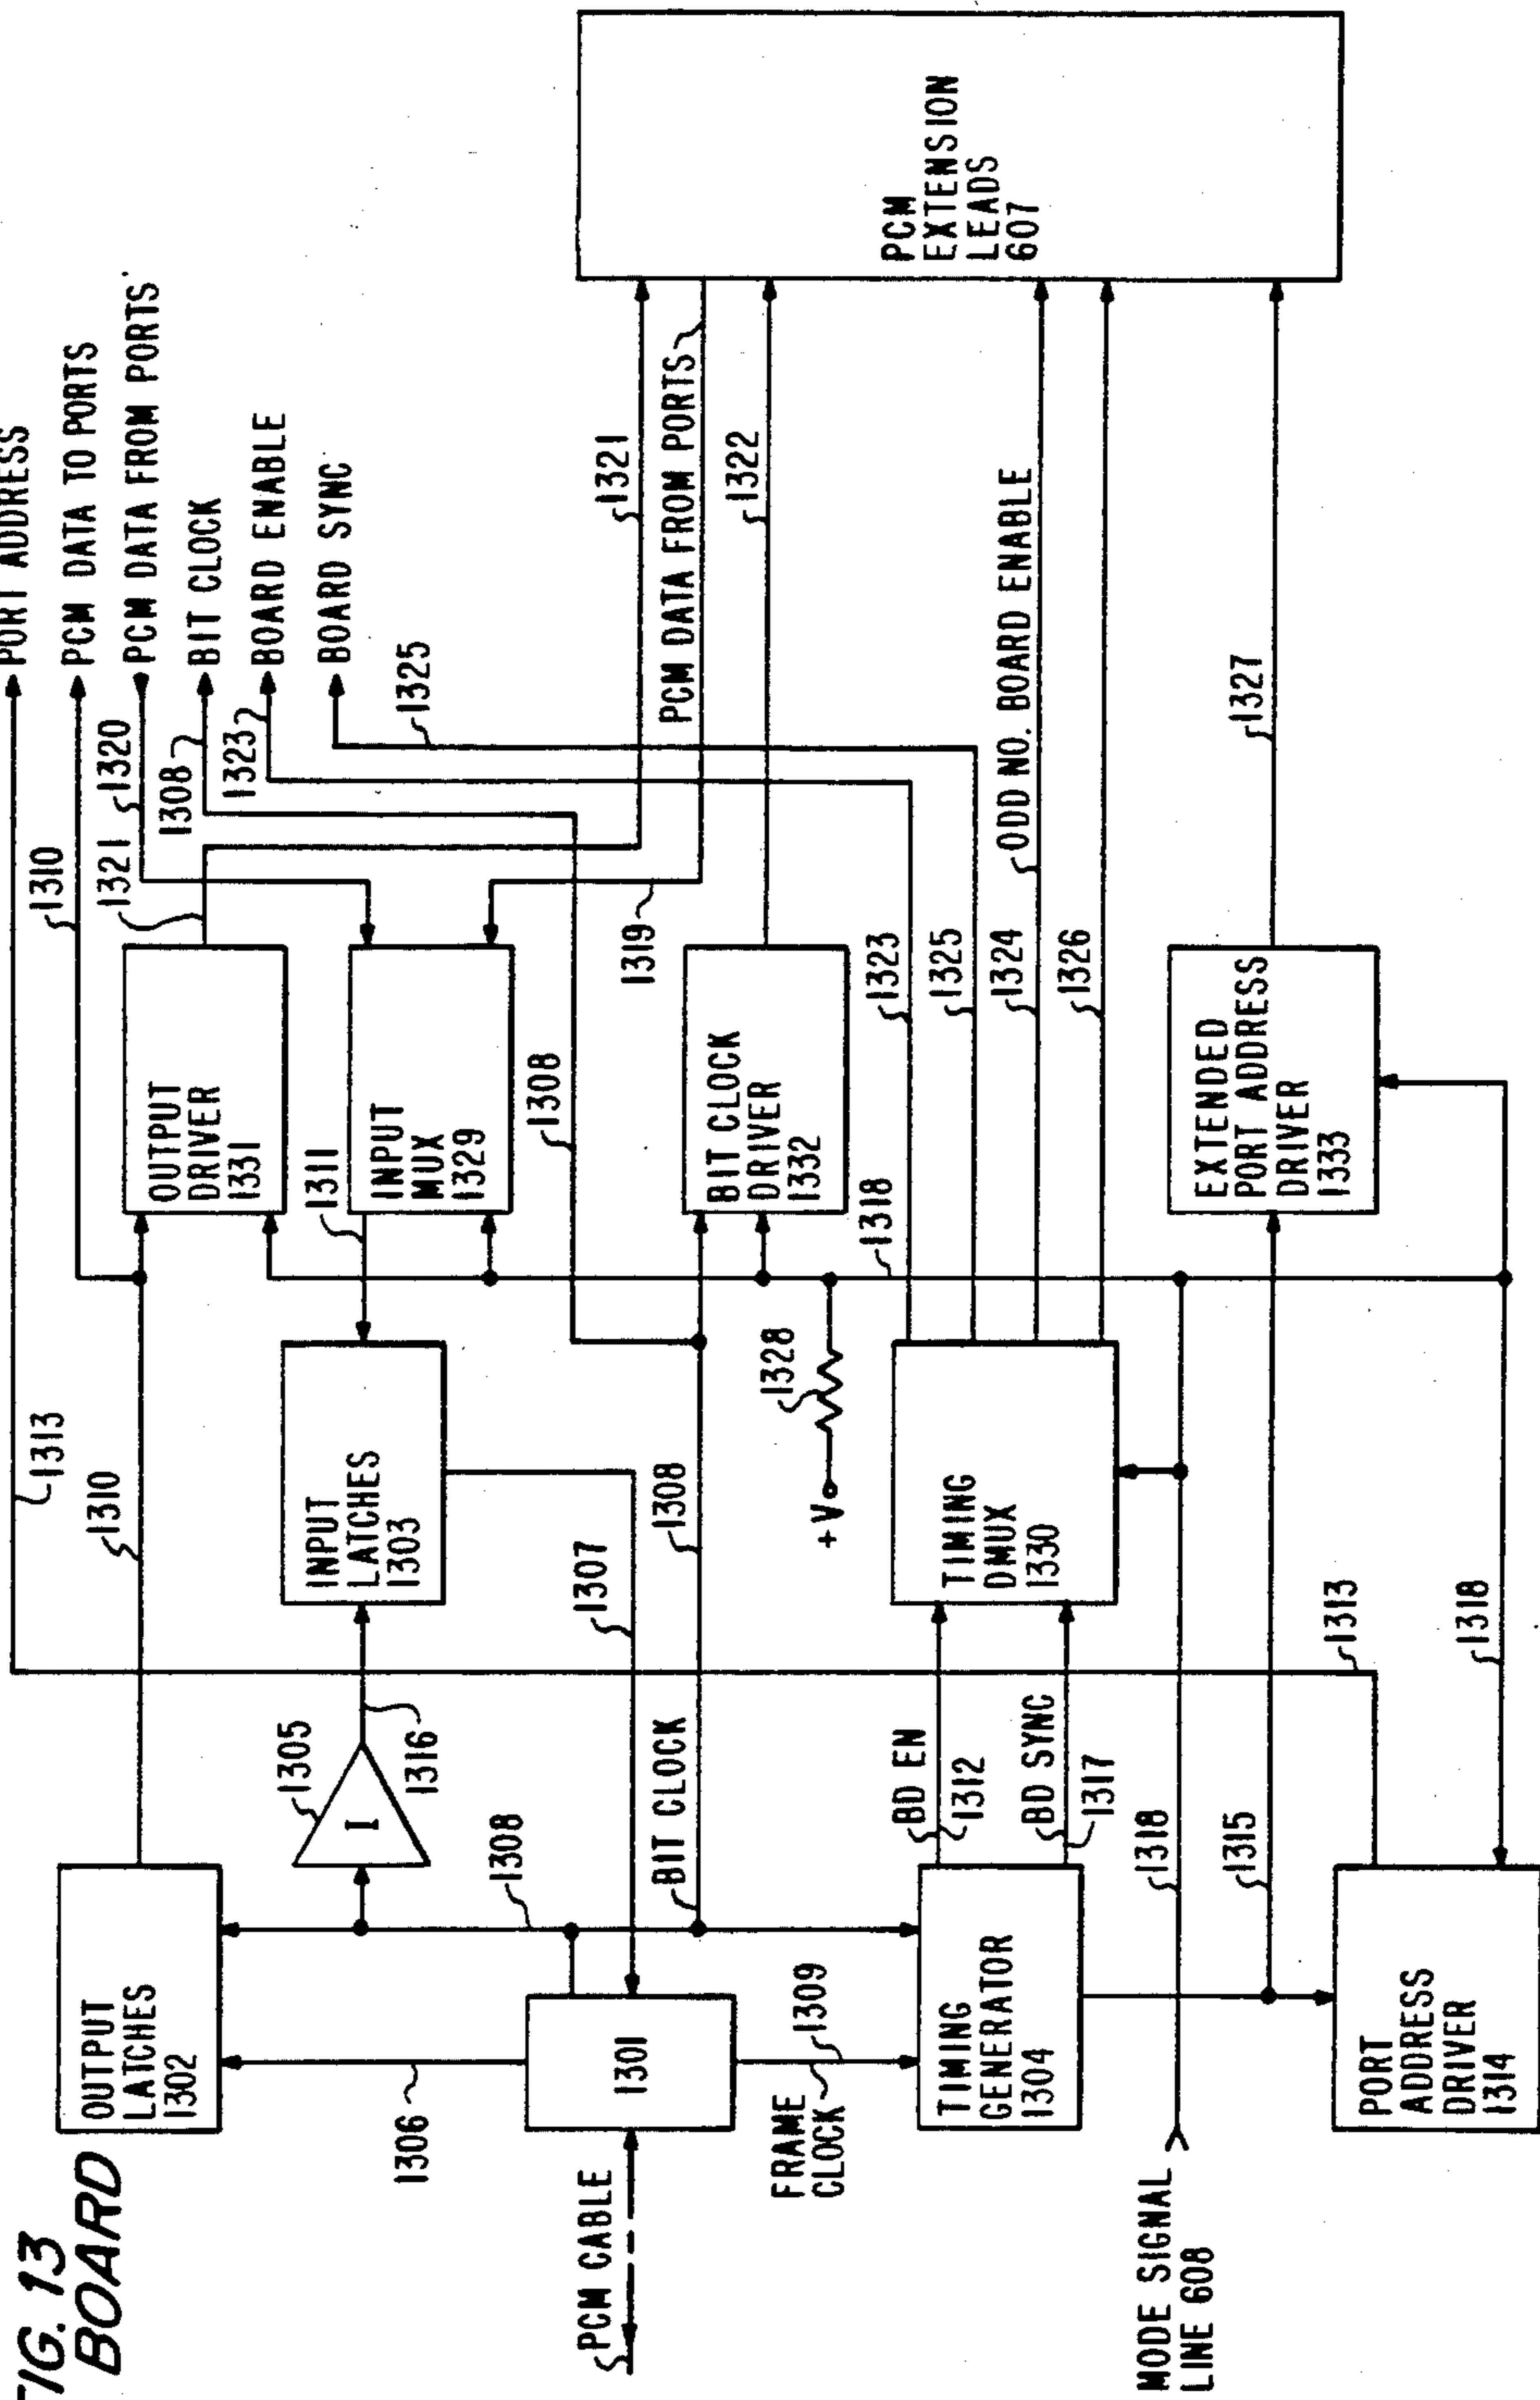 FIG. 13
BOARD
PORT ADDRESS
PCM DATA TO PORTS
PCM DATA FROM PORTS
BIT CLOCK
BOARD ENABLE
BOARD SYNC
1313
1310
1310
1321
1320
1308
1323
1325
OUTPUT
LATCHES
1302
OUTPUT
DRIVER
1331
1305
I
1316
INPUT
LATCHES
1303
1311
INPUT
MUX
1329
1321
PCM DATA FROM PORTS
1319
1322
PCM
EXTENSION
LEADS
607
1306
1308
1307
1308
1308
BIT CLOCK
BIT CLOCK
DRIVER
1332
PCM CABLE
1301
FRAME
CLOCK
1309
1328
+V
1318
TIMING
GENERATOR
1304
BD EN
1312
BD SYNC
1317
TIMING
DMUX
1330
1323
1325
1324
ODD NO. BOARD ENABLE
1326
MODE SIGNAL
LINE 608
1318
1315
1313
EXTENDED
PORT ADDRESS
DRIVER
1333
1327
PORT
ADDRESS
DRIVER
1314
1318